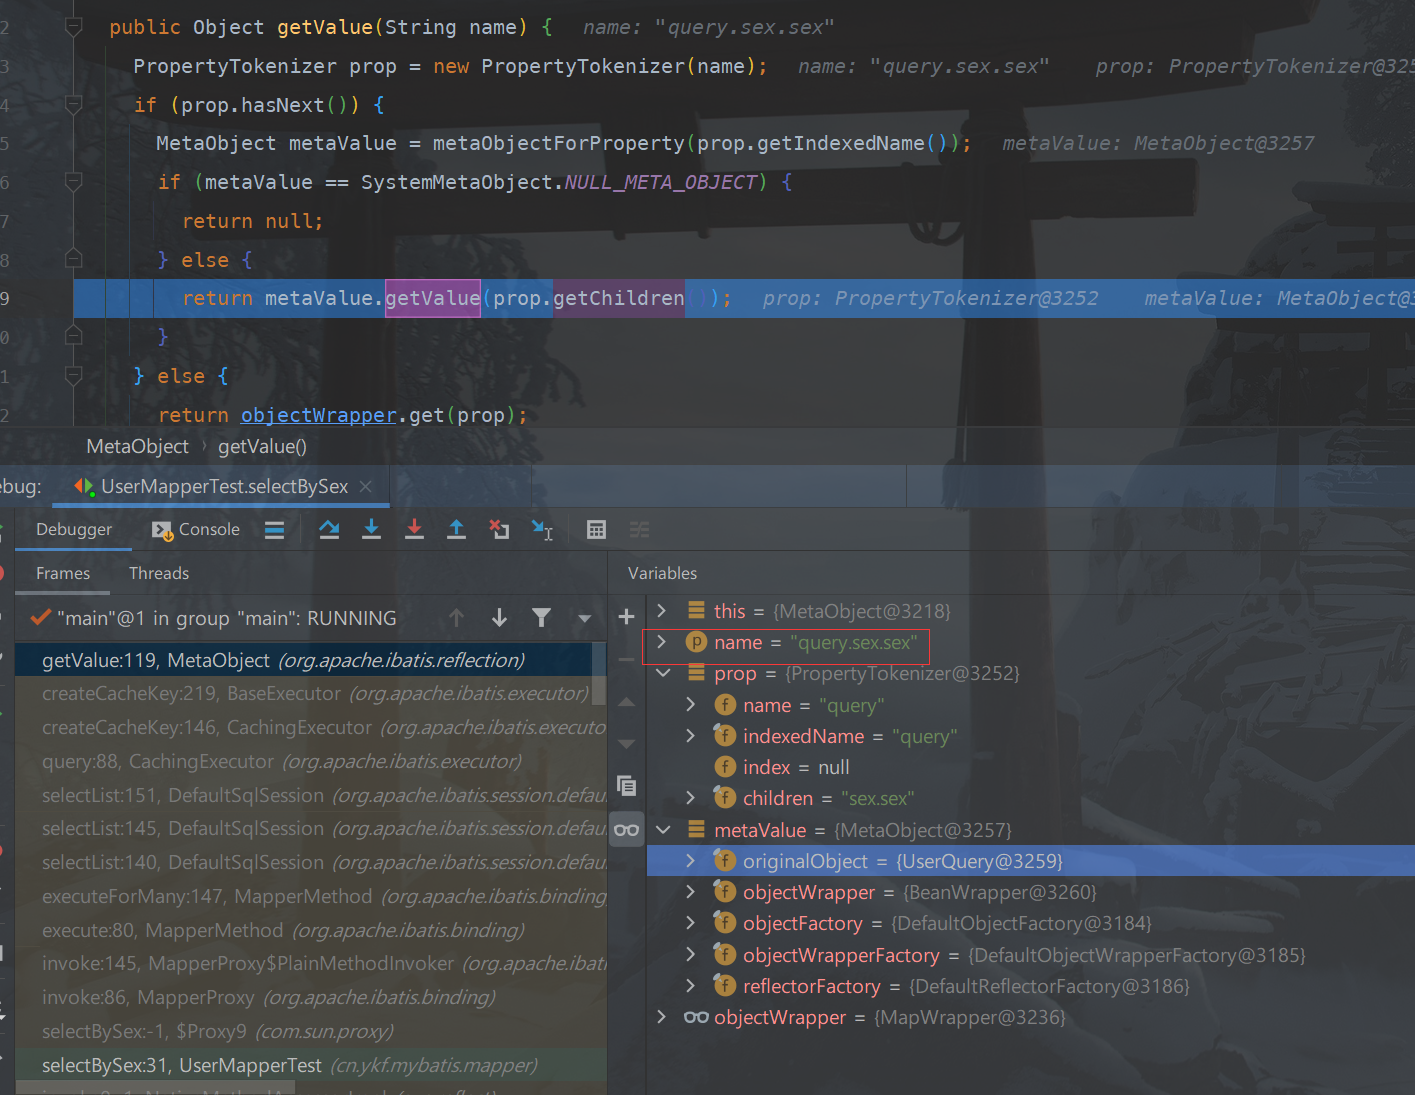 2 public Object getValue(String name) { name: "query.sex.sex"
3 PropertyTokenizer prop = new PropertyTokenizer(name); name: "query.sex.sex" prop: PropertyTokenizer@325
4 if (prop.hasNext()) {
5 MetaObject metaValue = metaObjectForProperty(prop.getIndexedName()); metaValue: MetaObject@3257
6 if (metaValue == SystemMetaObject.NULL_META_OBJECT) {
7 return null;
8 } else {
9 return metaValue.getValue(prop.getChildren()); prop: PropertyTokenizer@3252 metaValue: MetaObject@3
0 }
1 } else {
2 return objectWrapper.get(prop);
MetaObject › getValue()
ebug: UserMapperTest.selectBySex ×
Debugger Console
Frames Threads Variables
"main"@1 in group "main": RUNNING
getValue:119, MetaObject (org.apache.ibatis.reflection)
createCacheKey:219, BaseExecutor (org.apache.ibatis.executor)
createCacheKey:146, CachingExecutor (org.apache.ibatis.executo
query:88, CachingExecutor (org.apache.ibatis.executor)
selectList:151, DefaultSqlSession (org.apache.ibatis.session.defau
selectList:145, DefaultSqlSession (org.apache.ibatis.session.defau
selectList:140, DefaultSqlSession (org.apache.ibatis.session.defau
executeForMany:147, MapperMethod (org.apache.ibatis.binding
execute:80, MapperMethod (org.apache.ibatis.binding)
invoke:145, MapperProxy$PlainMethodInvoker (org.apache.ibati
invoke:86, MapperProxy (org.apache.ibatis.binding)
selectBySex:-1, $Proxy9 (com.sun.proxy)
selectBySex:31, UserMapperTest (cn.ykf.mybatis.mapper)
this = {MetaObject@3218}
name = "query.sex.sex"
prop = {PropertyTokenizer@3252}
name = "query"
indexedName = "query"
index = null
children = "sex.sex"
metaValue = {MetaObject@3257}
originalObject = {UserQuery@3259}
objectWrapper = {BeanWrapper@3260}
objectFactory = {DefaultObjectFactory@3184}
objectWrapperFactory = {DefaultObjectWrapperFactory@3185}
reflectorFactory = {DefaultReflectorFactory@3186}
objectWrapper = {MapWrapper@3236}